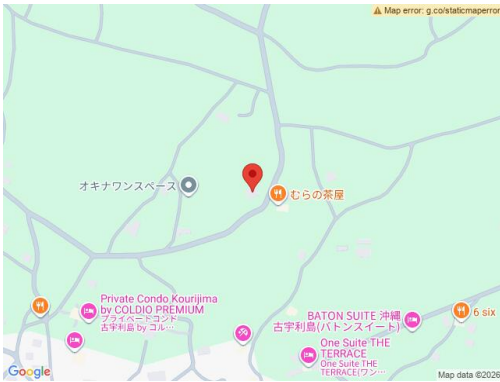 Map error: g.co/staticmaperror
オキナワンスペース
むらの茶屋
Private Condo Kourijima
by COLDIO PREMIUM
プライベートコンド
古宇利島 by コル…
BATON SUITE 沖縄
古宇利島(バトンスイート)
6 six
One Suite THE
TERRACE
One Suite THE
TERRACE(ワン…
Google
Map data ©2026